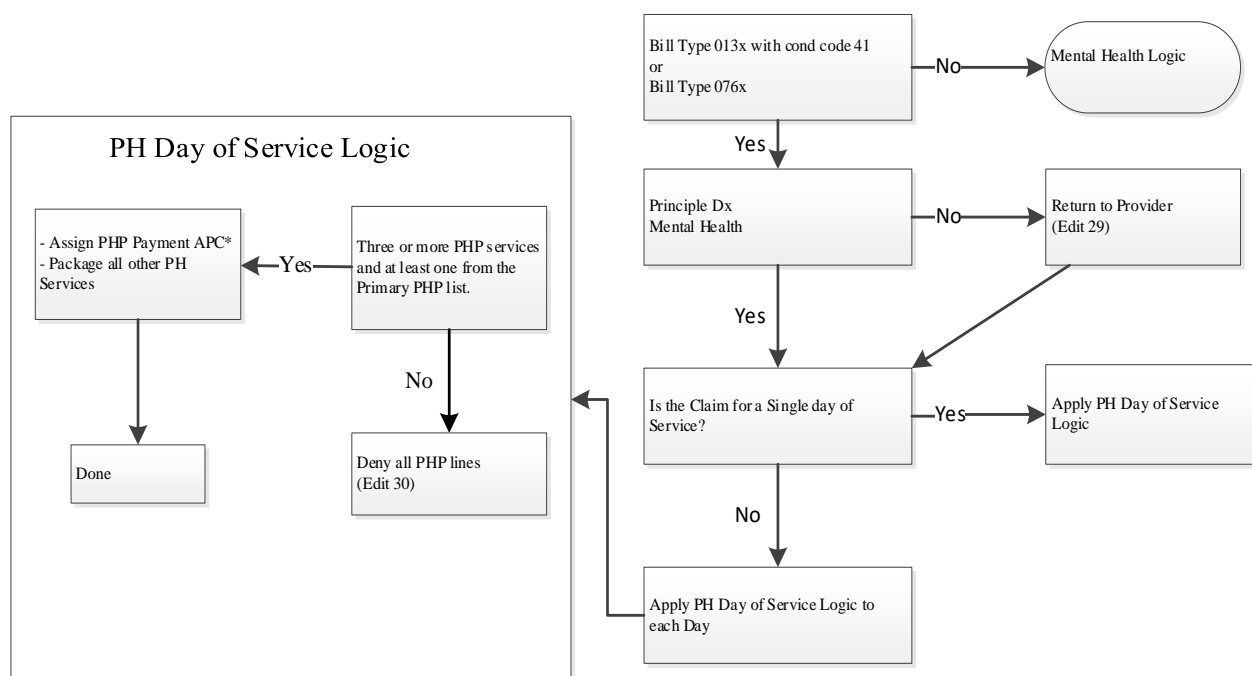 Bill Type 013x with cond code 41
or
Bill Type 076x
No
Mental Health Logic
Yes
Principle Dx
Mental Health
No
Return to Provider
(Edit 29)
Yes
Is the Claim for a Single day of
Service?
Yes
Apply PH Day of Service
Logic
No
Apply PH Day of Service Logic to
each Day
PH Day of Service Logic
Three or more PHP services
and at least one from the
Primary PHP list.
Yes
- Assign PHP Payment APC*
- Package all other PH
Services
Done
No
Deny all PHP lines
(Edit 30)